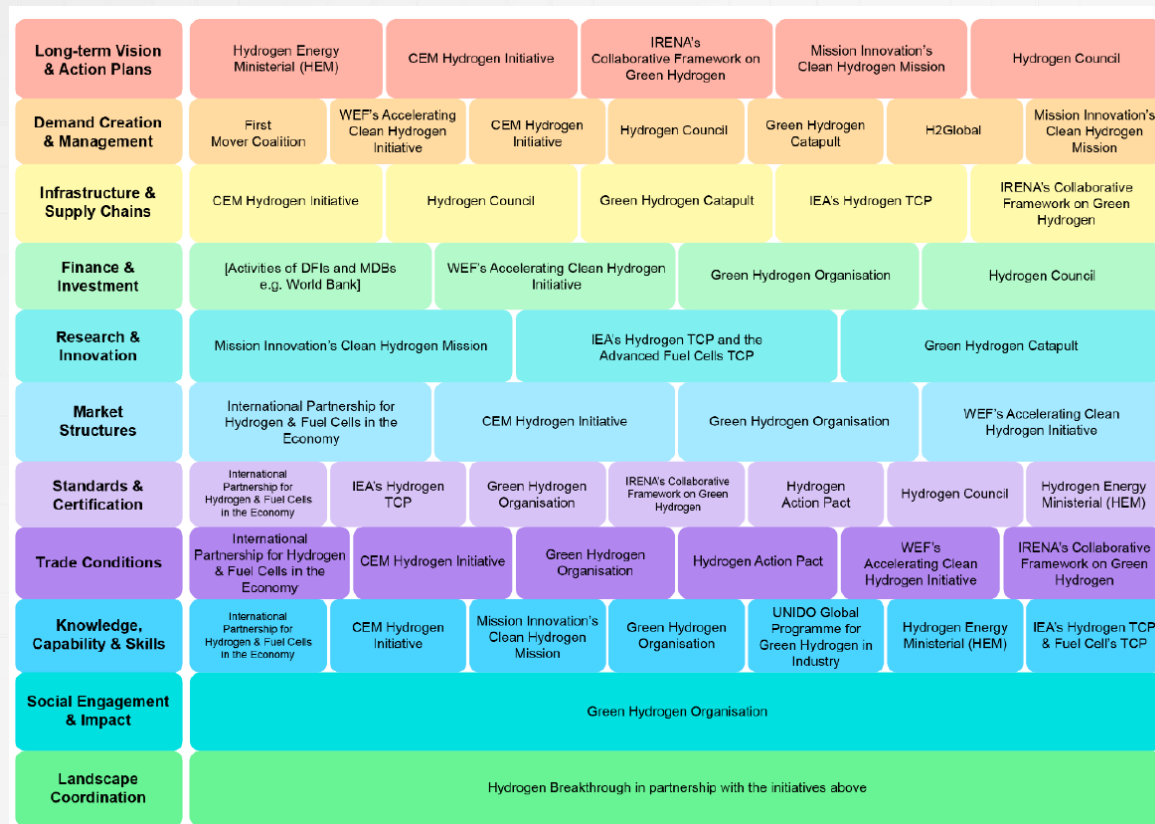 Long-term Vision
& Action Plans
Hydrogen Energy
Ministerial (HEM)
CEM Hydrogen Initiative
IRENA's
Collaborative Framework on
Green Hydrogen
Mission Innovation's
Clean Hydrogen Mission
Hydrogen Council
Demand Creation
& Management
First
Mover Coalition
WEF's Accelerating
Clean Hydrogen
Initiative
CEM Hydrogen
Initiative
Hydrogen Council
Green Hydrogen
Catapult
H2Global
Mission Innovation's
Clean Hydrogen
Mission
Infrastructure &
Supply Chains
CEM Hydrogen Initiative
Hydrogen Council
Green Hydrogen Catapult
IEA's Hydrogen TCP
IRENA's Collaborative
Framework on Green
Hydrogen
Finance &
Investment
[Activities of DFIs and MDBs
e.g. World Bank]
WEF's Accelerating Clean Hydrogen
Initiative
Green Hydrogen Organisation
Hydrogen Council
Research &
Innovation
Mission Innovation's Clean Hydrogen Mission
IEA's Hydrogen TCP and the
Advanced Fuel Cells TCP
Green Hydrogen Catapult
Market
Structures
International Partnership for
Hydrogen & Fuel Cells in the
Economy
CEM Hydrogen Initiative
Green Hydrogen Organisation
WEF's Accelerating Clean
Hydrogen Initiative
Standards &
Certification
International
Partnership for
Hydrogen & Fuel Cells
in the Economy
IEA's Hydrogen
TCP
Green Hydrogen
Organisation
IRENA's Collaborative
Framework on Green
Hydrogen
Hydrogen
Action Pact
Hydrogen Council
Hydrogen Energy
Ministerial (HEM)
Trade Conditions
International
Partnership for Hydrogen
& Fuel Cells in the
Economy
CEM Hydrogen Initiative
Green Hydrogen
Organisation
Hydrogen Action Pact
WEF's
Accelerating Clean
Hydrogen Initiative
IRENA's Collaborative
Framework on Green
Hydrogen
Knowledge,
Capability & Skills
International
Partnership for
Hydrogen & Fuel Cells
in the Economy
CEM Hydrogen
Initiative
Mission Innovation's
Clean Hydrogen
Mission
Green Hydrogen
Organisation
UNIDO Global
Programme for
Green Hydrogen in
Industry
Hydrogen Energy
Ministerial (HEM)
IEA's Hydrogen TCP
& Fuel Cell's TCP
Social Engagement
& Impact
Green Hydrogen Organisation
Landscape
Coordination
Hydrogen Breakthrough in partnership with the initiatives above